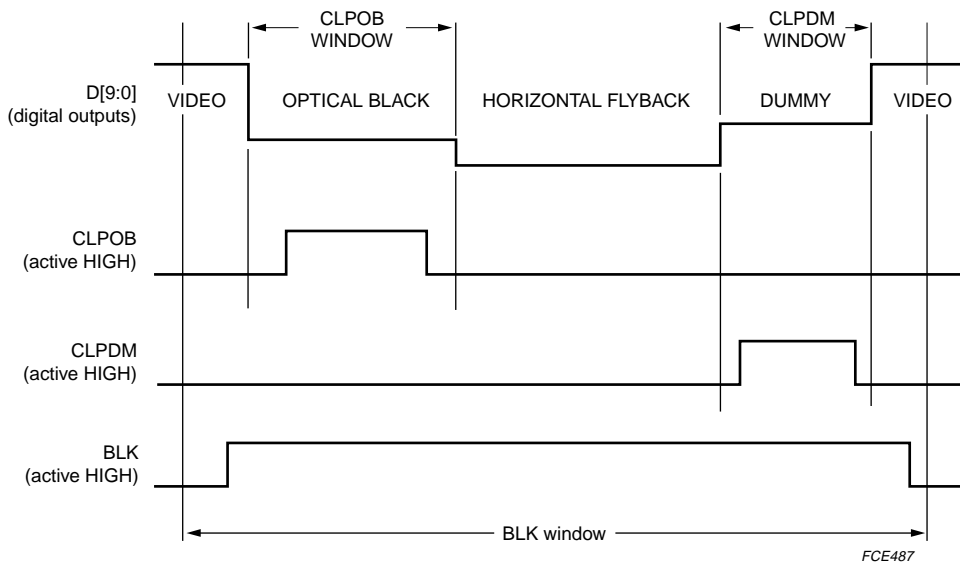 CLPOB
WINDOW
CLPDM
WINDOW
D[9:0]
(digital outputs)
VIDEO
OPTICAL BLACK
HORIZONTAL FLYBACK
DUMMY
VIDEO
CLPOB
(active HIGH)
CLPDM
(active HIGH)
BLK
(active HIGH)
BLK window
FCE487